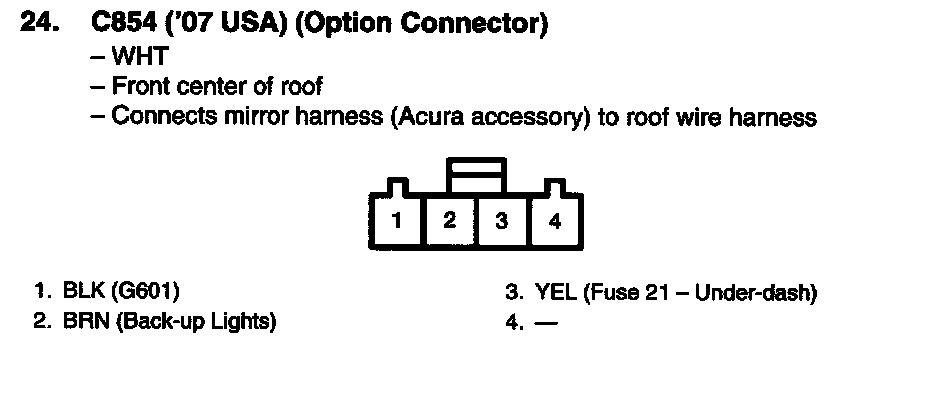 24. C854 ('07 USA) (Option Connector)
– WHT
– Front center of roof
– Connects mirror harness (Acura accessory) to roof wire harness
1 2 3 4
1. BLK (G601)
2. BRN (Back-up Lights)
3. YEL (Fuse 21 – Under-dash)
4. —